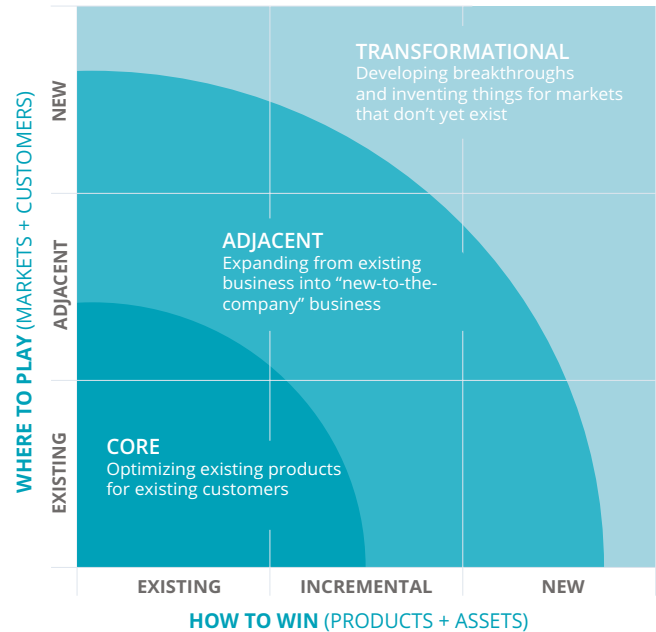 TRANSFORMATIONAL
Developing breakthroughs
and inventing things for markets
that don't yet exist
ADJACENT
Expanding from existing
business into “new-to-the-
company” business
CORE
Optimizing existing products
for existing customers
WHERE TO PLAY (MARKETS + CUSTOMERS)
NEW
ADJACENT
EXISTING
EXISTING
INCREMENTAL
NEW
HOW TO WIN (PRODUCTS + ASSETS)